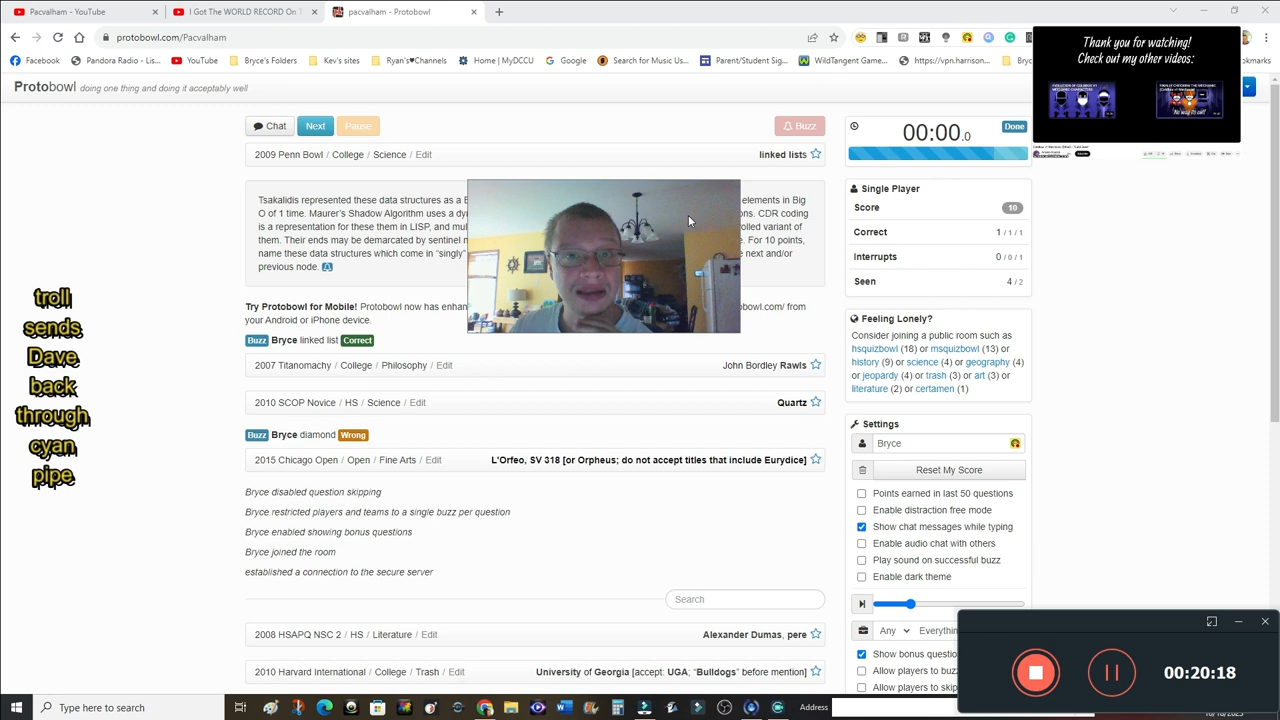 Pacvalham - YouTube
I Got The WORLD RECORD On T
pacvalham - Protobowl
protobowl.com/Pacvalham
Facebook
Pandora Radio - Lis...
YouTube
Bryce's Folders
Kev's sites
Ryan's♥Channels
Home | MyDCCU
Google
Search for Music Us...
Parent/Student Sig...
WildTangent Games...
https://vpn.harrison...
Thank you for watching!
Check out my other videos:
Protobowl doing one thing and doing it acceptably well
Chat
Next
Pause
Buzz
00:00.0
Done
2009 Penn Bowl / College / Science / Edit
linked lists
Tsakalidis represented these data structures as a
elements in Big
O of 1 time. Maurer's Shadow Algorithm uses a
ons. CDR coding
is a representation for these them in LISP, and
olled variant of
them. Their ends may be demarcated by sentinel
For 10 points,
name these data structures which come in "singly"
next and/or
previous node.
Try Protobowl for Mobile! Protobowl now has
bowl.com/ from
your Android or iPhone device.
Buzz Bryce linked list Correct
2007 Titanomachy / College / Philosophy / Edit
John Bordley Rawls
2010 SCOP Novice / HS / Science / Edit
Quartz
Buzz Bryce diamond Wrong
2015 Chicago Open / Open / Fine Arts / Edit
L'Orfeo, SV 318 [or Orpheus; do not accept titles that include Eurydice]
Bryce disabled question skipping
Bryce restricted players and teams to a single buzz per question
Bryce enabled showing bonus questions
Bryce joined the room
established a connection to the secure server
Search
2008 HSAPQ NSC 2 / HS / Literature / Edit
Alexander Dumas, pere
2010 Harvard International / College / Trash / Edit
University of Georgia [accept: UGA; "Bulldogs" before mention]
troll
sends
Dave
back
through
cyan
pipe
Single Player
Score 10
Correct 1 / 1 / 1
Interrupts 0 / 0 / 1
Seen 4 / 2
Feeling Lonely?
Consider joining a public room such as
hsquizbowl (18) or msquizbowl (13) or
history (9) or science (4) or geography (4)
or jeopardy (4) or trash (3) or art (3) or
literature (2) or certamen (1)
Settings
Bryce
Reset My Score
Points earned in last 50 questions
Enable distraction free mode
Show chat messages while typing
Enable audio chat with others
Play sound on successful buzz
Enable dark theme
Any
Everythin
Show bonus questio
Allow players to buz
Allow players to skip
00:20:18
Type here to search
Address